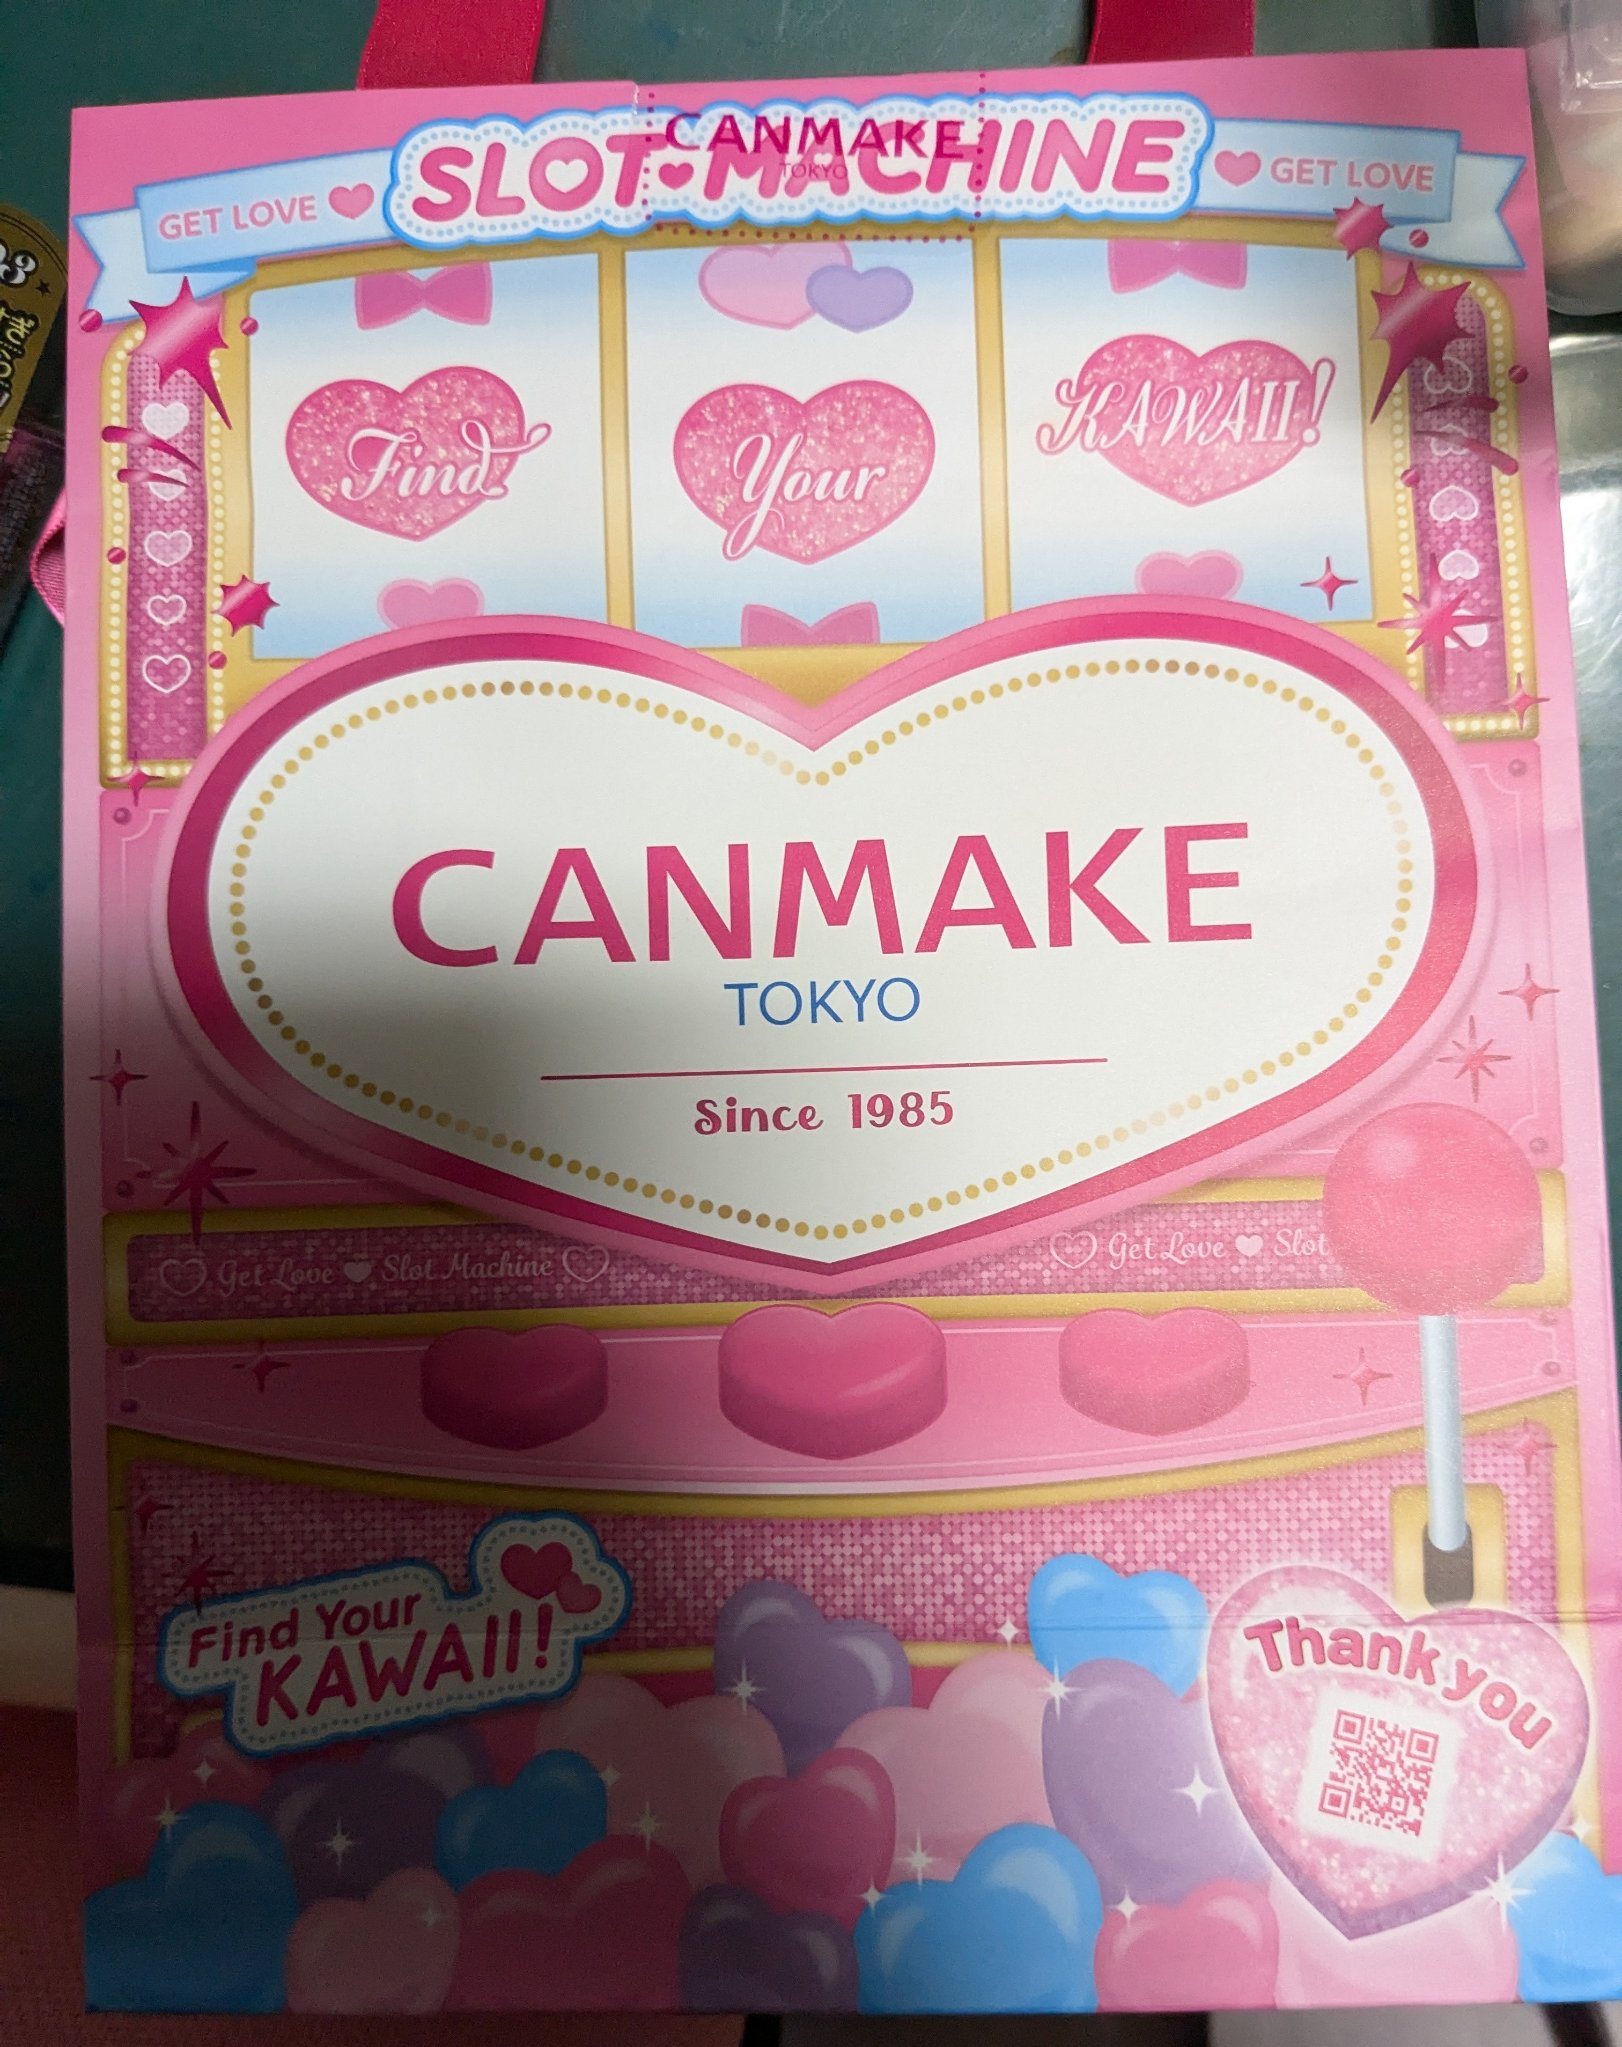 CANMAKE
TOKYO
GET LOVE SLOT MACHINE GET LOVE
Find Your KAWAII!
CANMAKE
TOKYO
Since 1985
Get Love Slot Machine
Get Love Slot
Find Your
KAWAII!
Thank you